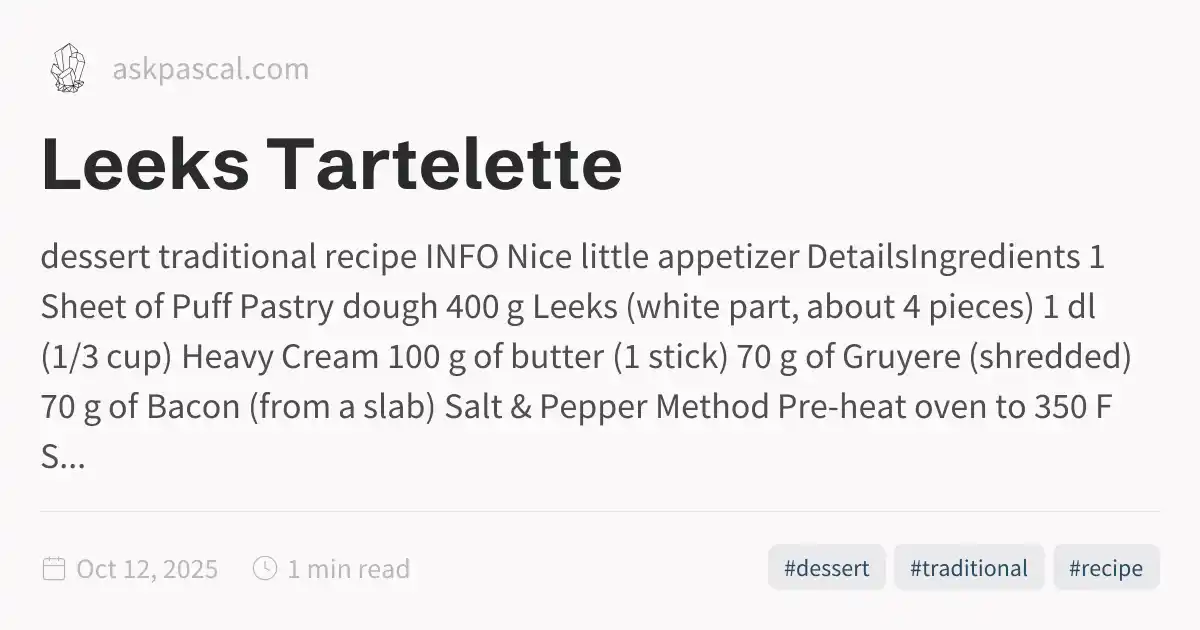 askpascal.com
Leeks Tartelette
dessert traditional recipe INFO Nice little appetizer DetailsIngredients 1
Sheet of Puff Pastry dough 400 g Leeks (white part, about 4 pieces) 1 dl
(1/3 cup) Heavy Cream 100 g of butter (1 stick) 70 g of Gruyere (shredded)
70 g of Bacon (from a slab) Salt & Pepper Method Pre-heat oven to 350 F
S...
Oct 12, 2025 1 min read #dessert #traditional #recipe